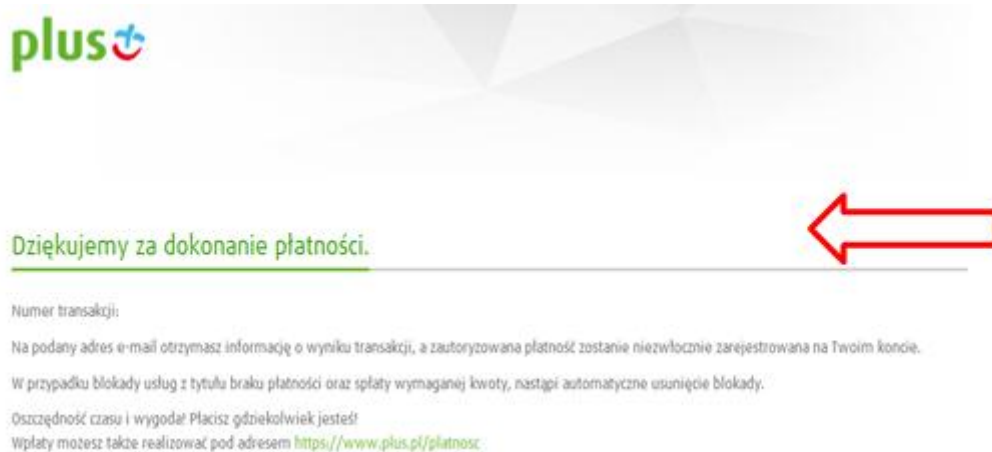 plus
Dziękujemy za dokonanie płatności.
Numer transakcji:
Na podany adres e-mail otrzymasz informację o wyniku transakcji, a zautoryzowana płatność zostanie niezwłocznie zarejestrowana na Twoim koncie.
W przypadku blokady usług z tytułu braku płatności oraz spłaty wymaganej kwoty, nastąpi automatyczne usunięcie blokady.
Oszczędność czasu i wygoda! Płacisz gdziekolwiek jesteś!
Wpłaty możesz także realizować pod adresem https://www.plus.pl/platnosc